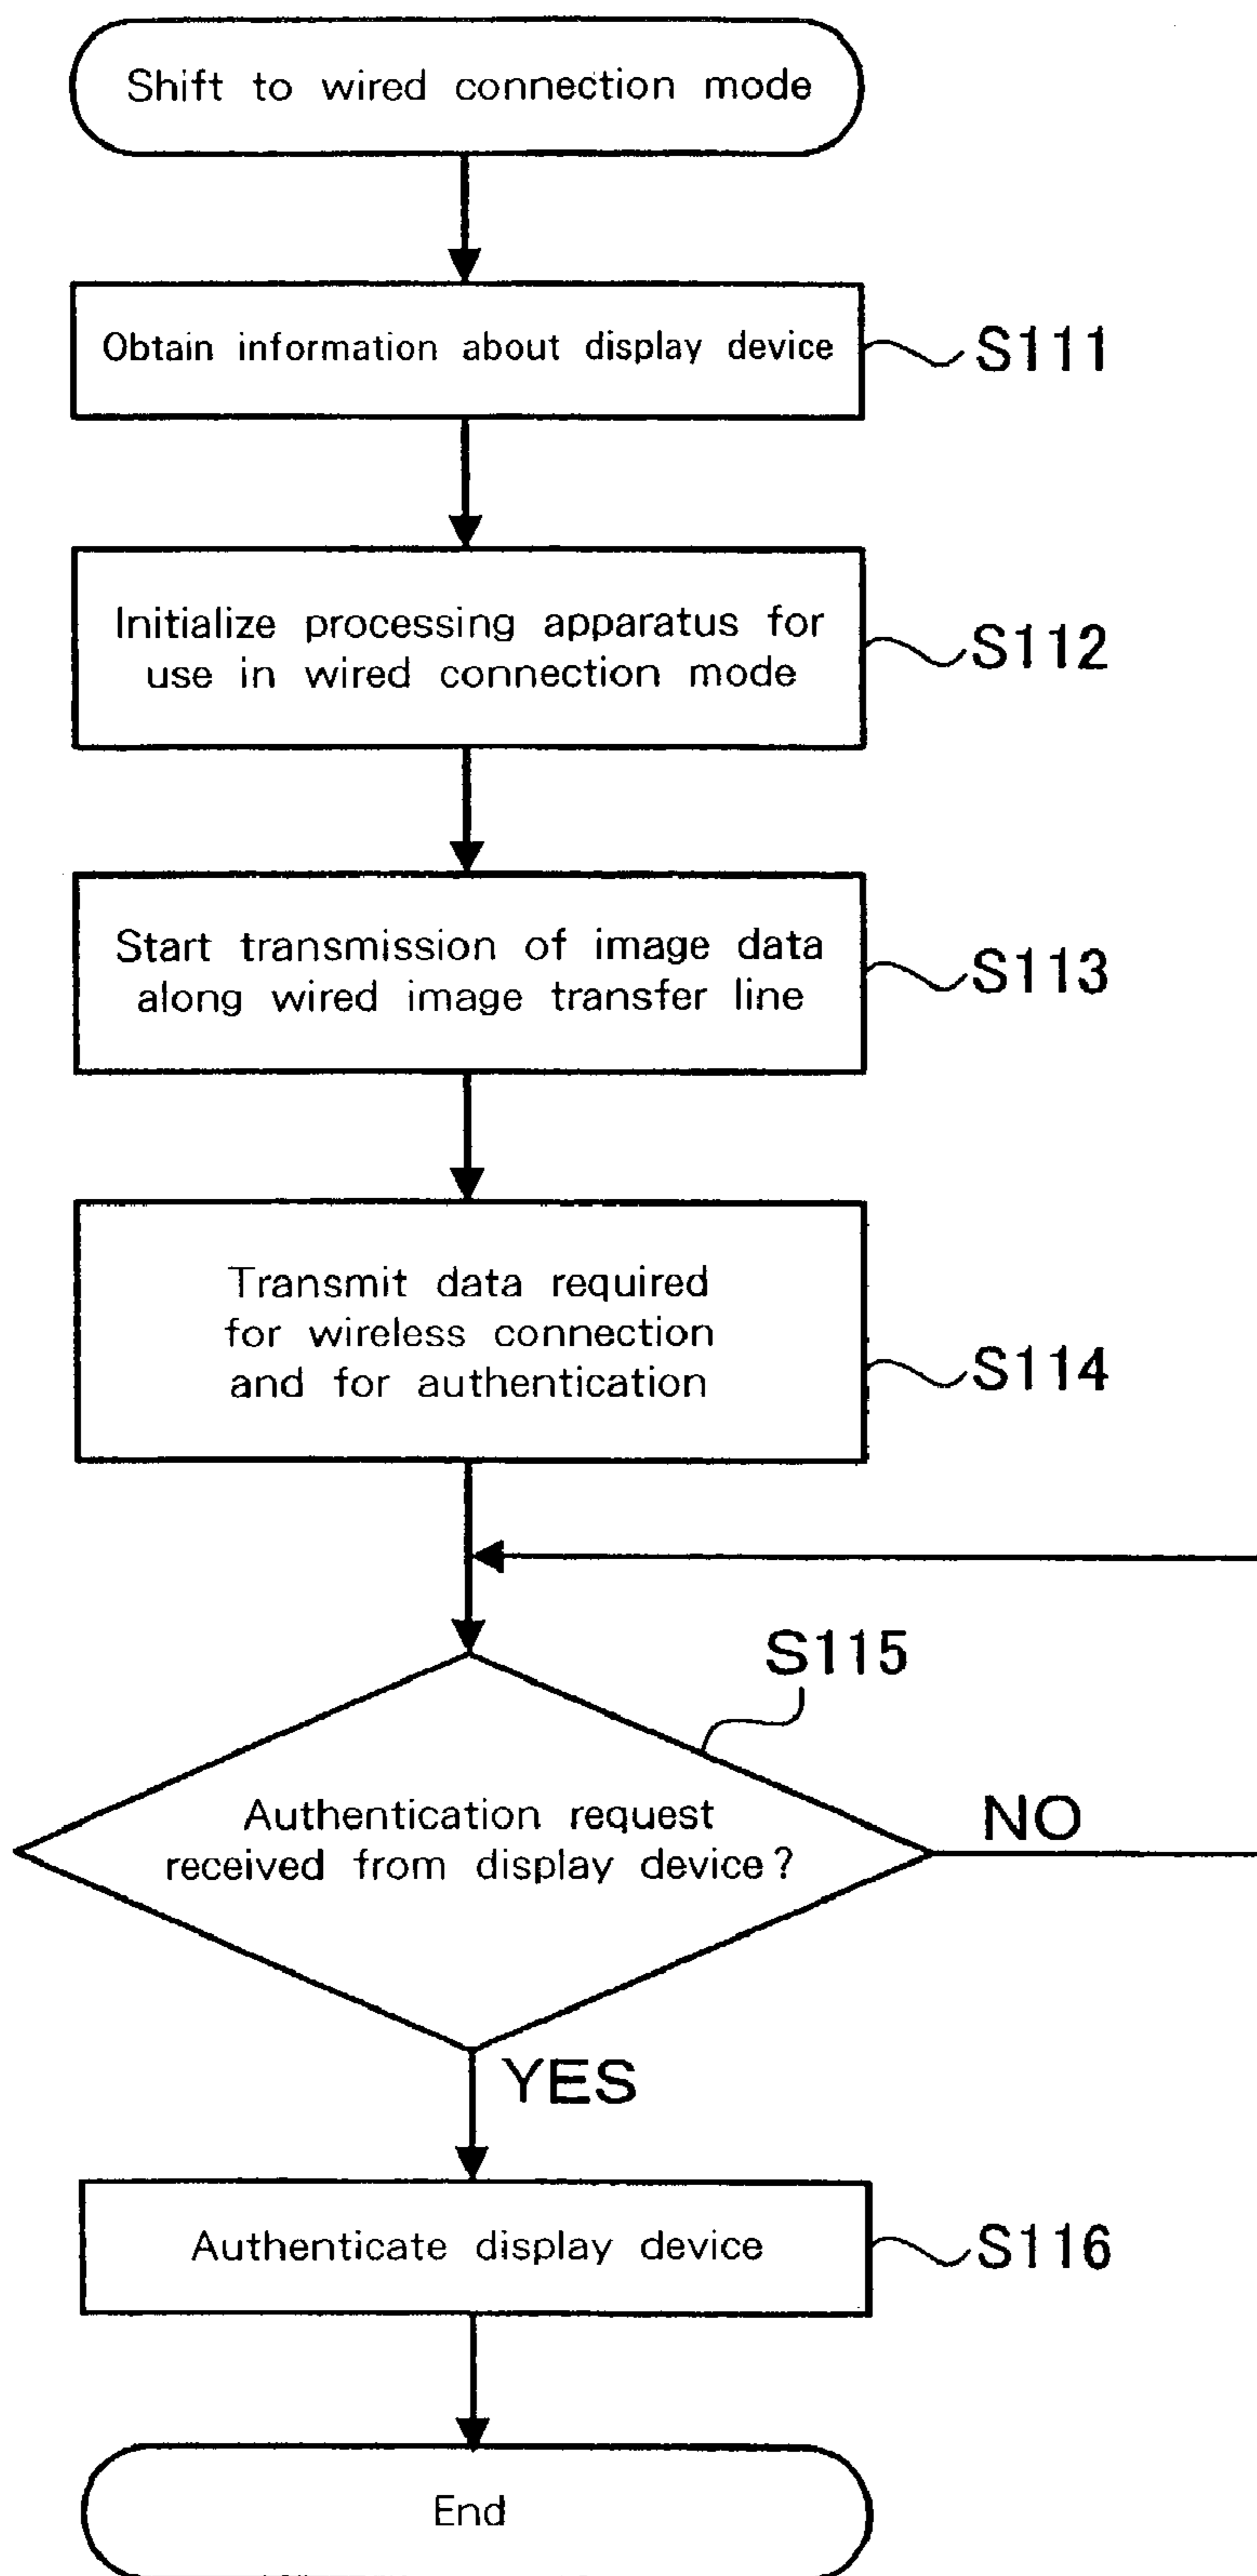 Shift to wired connection mode
Obtain information about display device
S111
Initialize processing apparatus for
use in wired connection mode
S112
Start transmission of image data
along wired image transfer line
S113
Transmit data required
for wireless connection
and for authentication
S114
S115
Authentication request
received from display device?
NO
YES
Authenticate display device
S116
End